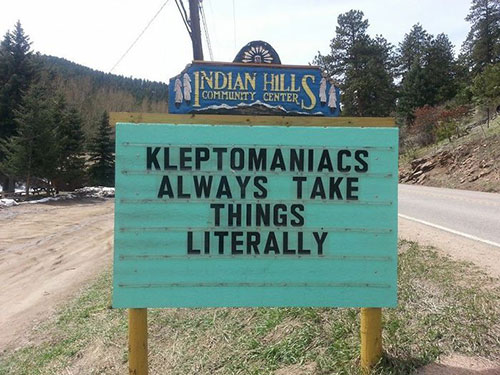 INDIAN HILLS
COMMUNITY CENTER
KLEPTOMANIACS
ALWAYS TAKE
THINGS
LITERALLY